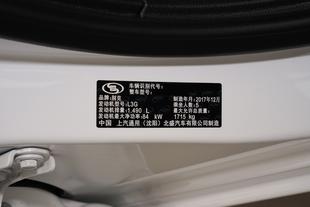 车辆识别代号:
整车型号:
品牌:别克 制造年月:2017年12月
发动机型号:L3G 乘坐人数:5
发动机排量:1.490 L 最大允许总质量:
发动机最大净功率:84 kW 1715 kg
中国 上汽通用(沈阳)北盛汽车有限公司制造